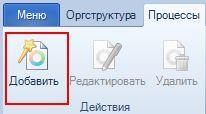 Меню Оргструктура Процессы
Добавить Редактировать Удалить
Действия